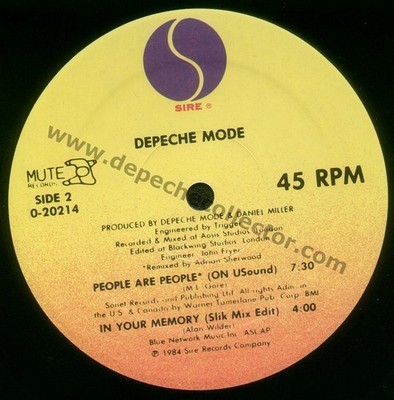 SIRE ®
DEPECHE MODE
MUTE
RECORDS
45 RPM
SIDE 2
0-20214
www.depechecollector.com
PRODUCED BY DEPECHE MODE & DANIEL MILLER
Engineered by Trigger
Recorded & Mixed at Studios London
Edited at Blackwing Studios London
Engineer John Fryer
*Remixed by Adrian Sherwood
PEOPLE ARE PEOPLE* (ON USound) 7:30
(M L Gore)
Sonet Records and Publishing Ltd. All rights Adm in
the U.S. & Canada by Warner Tamerlane Pub Corp BMI
IN YOUR MEMORY (Slik Mix Edit) 4:00
(Alan Wilder)
Blue Network Music Inc ASCAP
℗ 1984 Sire Records Company